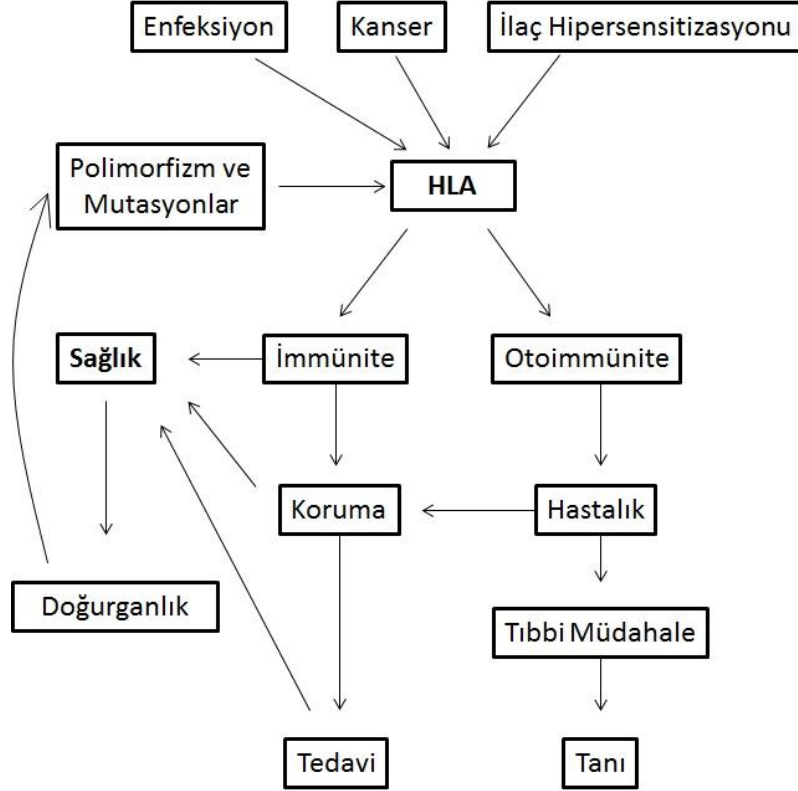 Enfeksiyon
Kanser
İlaç Hipersensitizasyonu
Polimorfizm ve
Mutasyonlar
HLA
Sağlık
İmmünite
Otoimmünite
Koruma
Hastalık
Doğurganlık
Tıbbi Müdahale
Tedavi
Tanı